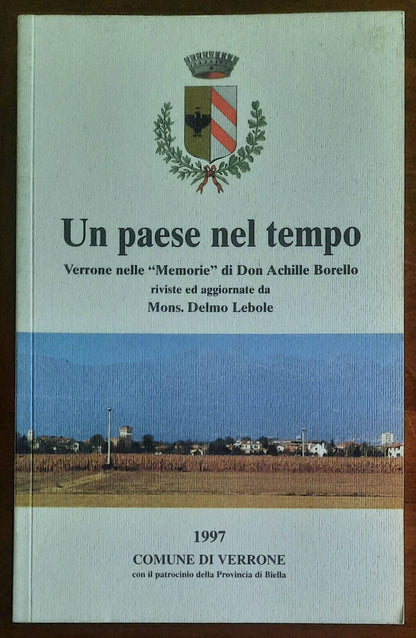 Un paese nel tempo
Verrone nelle “Memorie” di Don Achille Borello
riviste ed aggiornate da
Mons. Delmo Lebole
1997
COMUNE DI VERRONE
con il patrocinio della Provincia di Biella